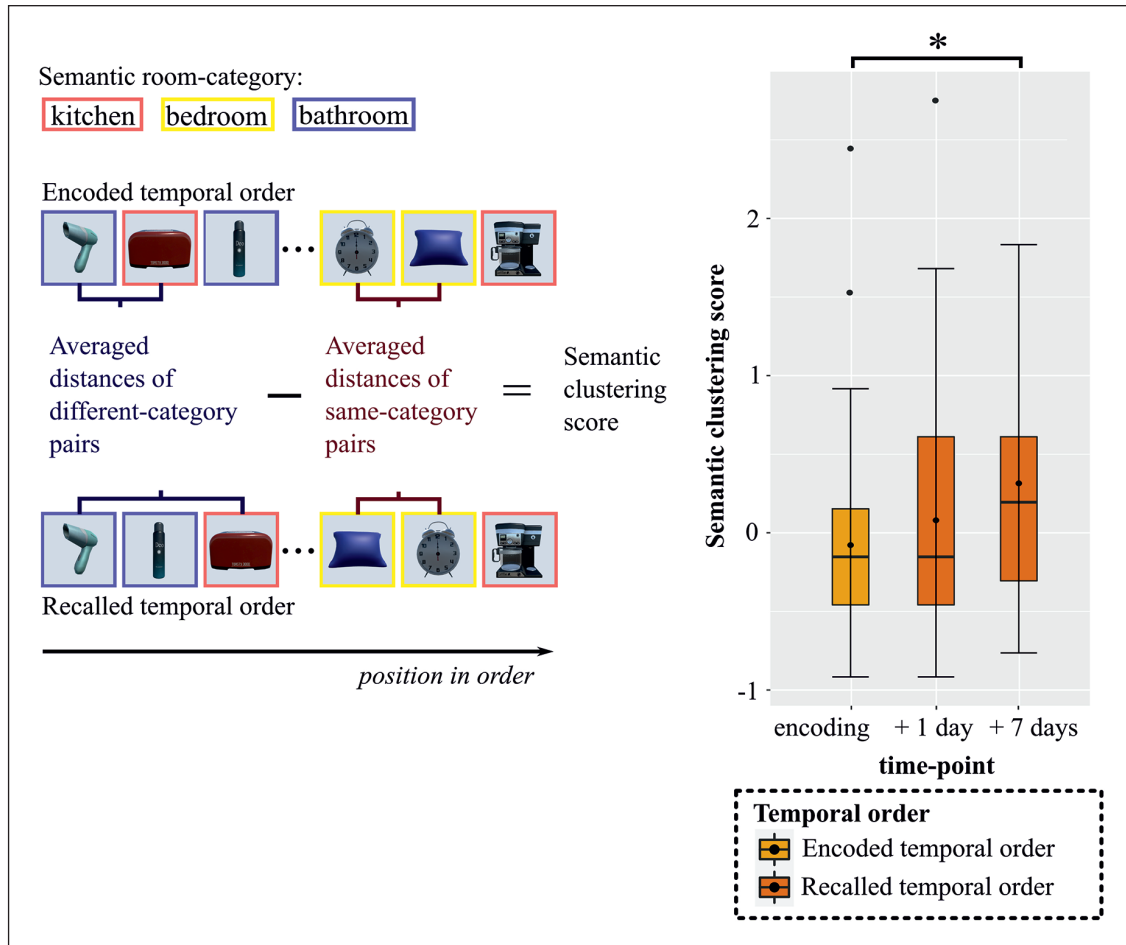 Semantic room-category:
kitchen bedroom bathroom
Encoded temporal order
Averaged
distances of
different-category
pairs
—
Averaged
distances of
same-category
pairs
=
Semantic
clustering
score
Recalled temporal order
position in order
*
Semantic clustering score
2
1
0
-1
encoding + 1 day + 7 days
time-point
Temporal order
Encoded temporal order
Recalled temporal order